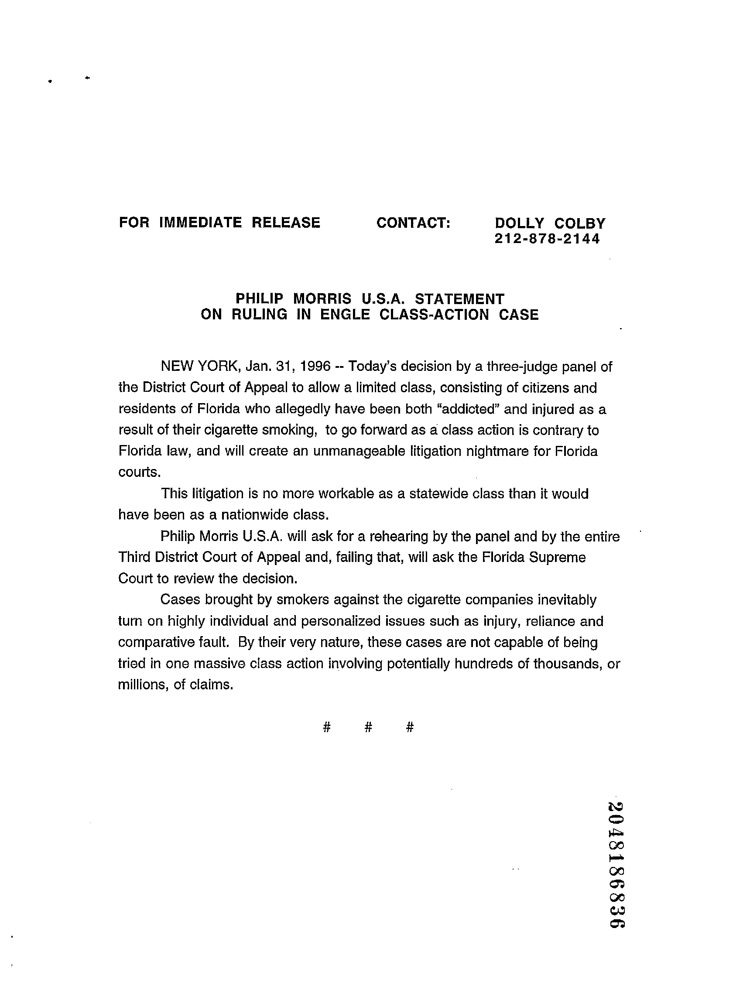 FOR IMMEDIATE RELEASE CONTACT: DOLLY COLBY
212-878-2144
PHILIP MORRIS U.S.A. STATEMENT
ON RULING IN ENGLE CLASS-ACTION CASE
NEW YORK, Jan. 31, 1996 -- Today's decision by a three-judge panel of
the District Court of Appeal to allow a limited class, consisting of citizens and
residents of Florida who allegedly have been both “addicted” and injured as a
result of their cigarette smoking, to go forward as a class action is contrary to
Florida law, and will create an unmanageable litigation nightmare for Florida
courts.
This litigation is no more workable as a statewide class than it would
have been as a nationwide class.
Philip Morris U.S.A. will ask for a rehearing by the panel and by the entire
Third District Court of Appeal and, failing that, will ask the Florida Supreme
Court to review the decision.
Cases brought by smokers against the cigarette companies inevitably
turn on highly individual and personalized issues such as injury, reliance and
comparative fault. By their very nature, these cases are not capable of being
tried in one massive class action involving potentially hundreds of thousands, or
millions, of claims.
# # #
2048186836